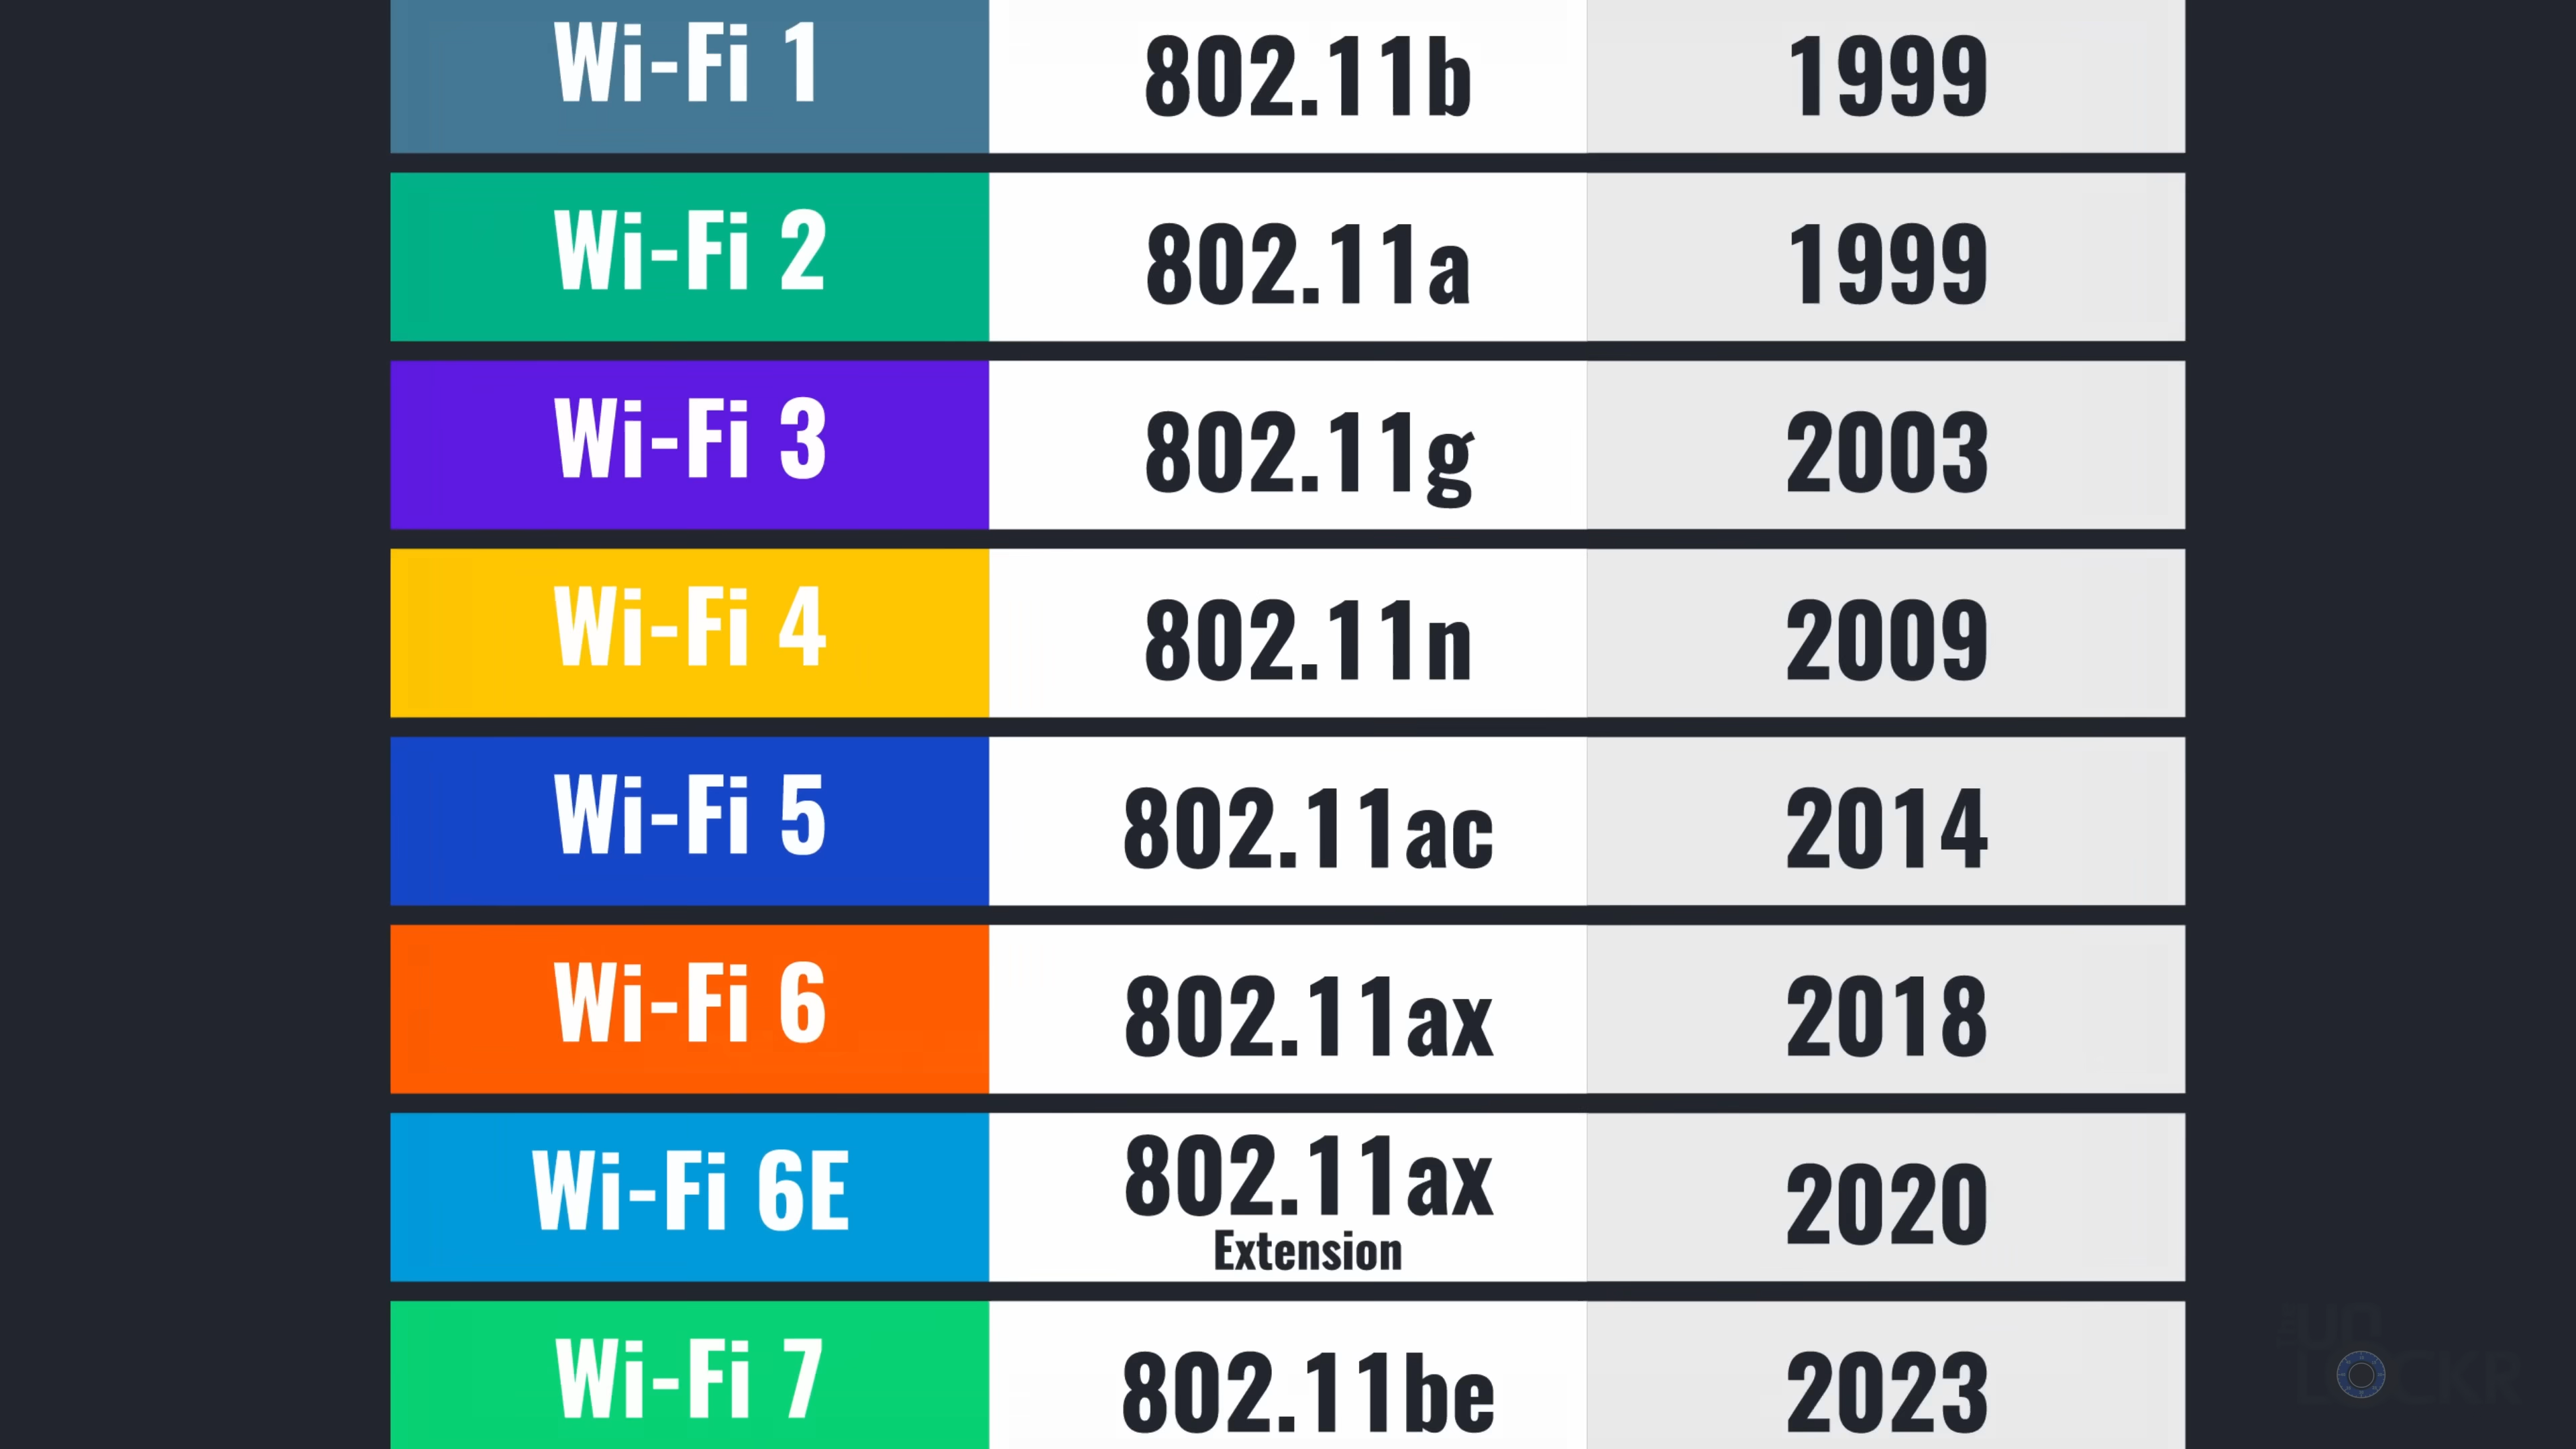 Wi-Fi 1 802.11b 1999
Wi-Fi 2 802.11a 1999
Wi-Fi 3 802.11g 2003
Wi-Fi 4 802.11n 2009
Wi-Fi 5 802.11ac 2014
Wi-Fi 6 802.11ax 2018
Wi-Fi 6E 802.11ax 2020
Extension
Wi-Fi 7 802.11be 2023
UN
LOCKR